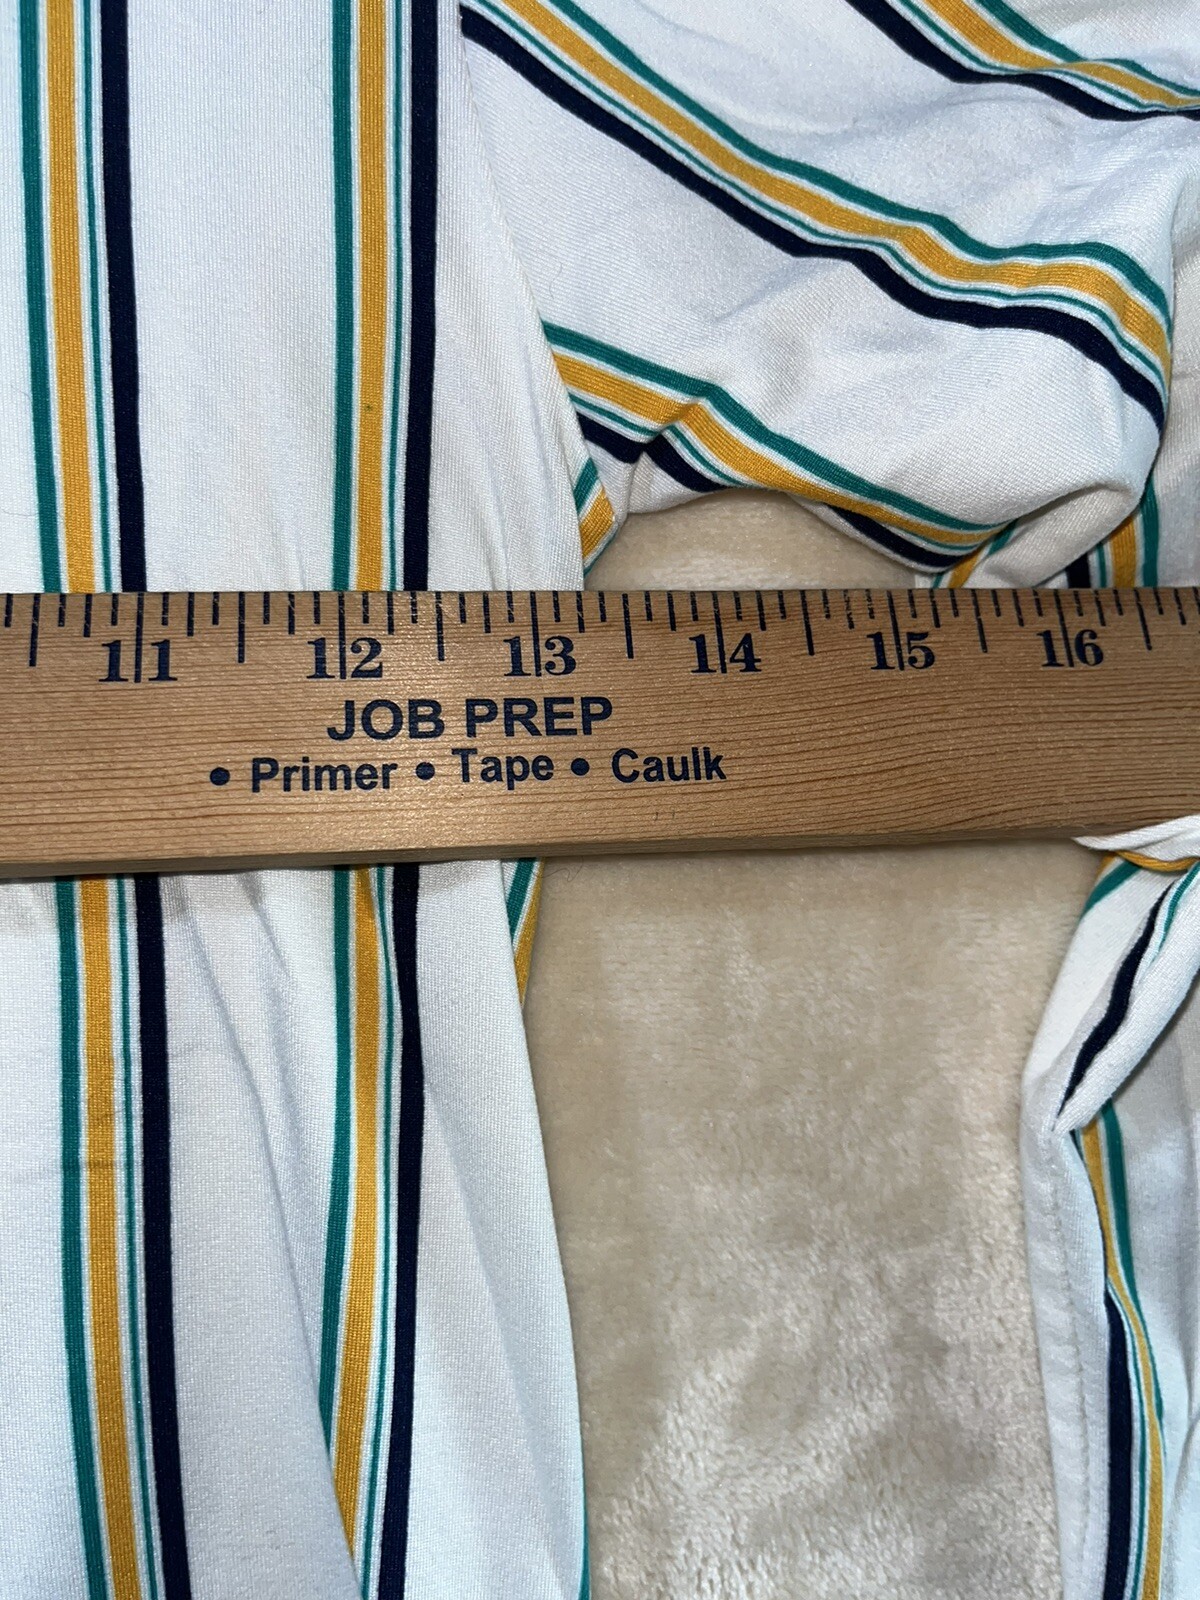 11 12 13 14 15 16
JOB PREP
• Primer • Tape • Caulk